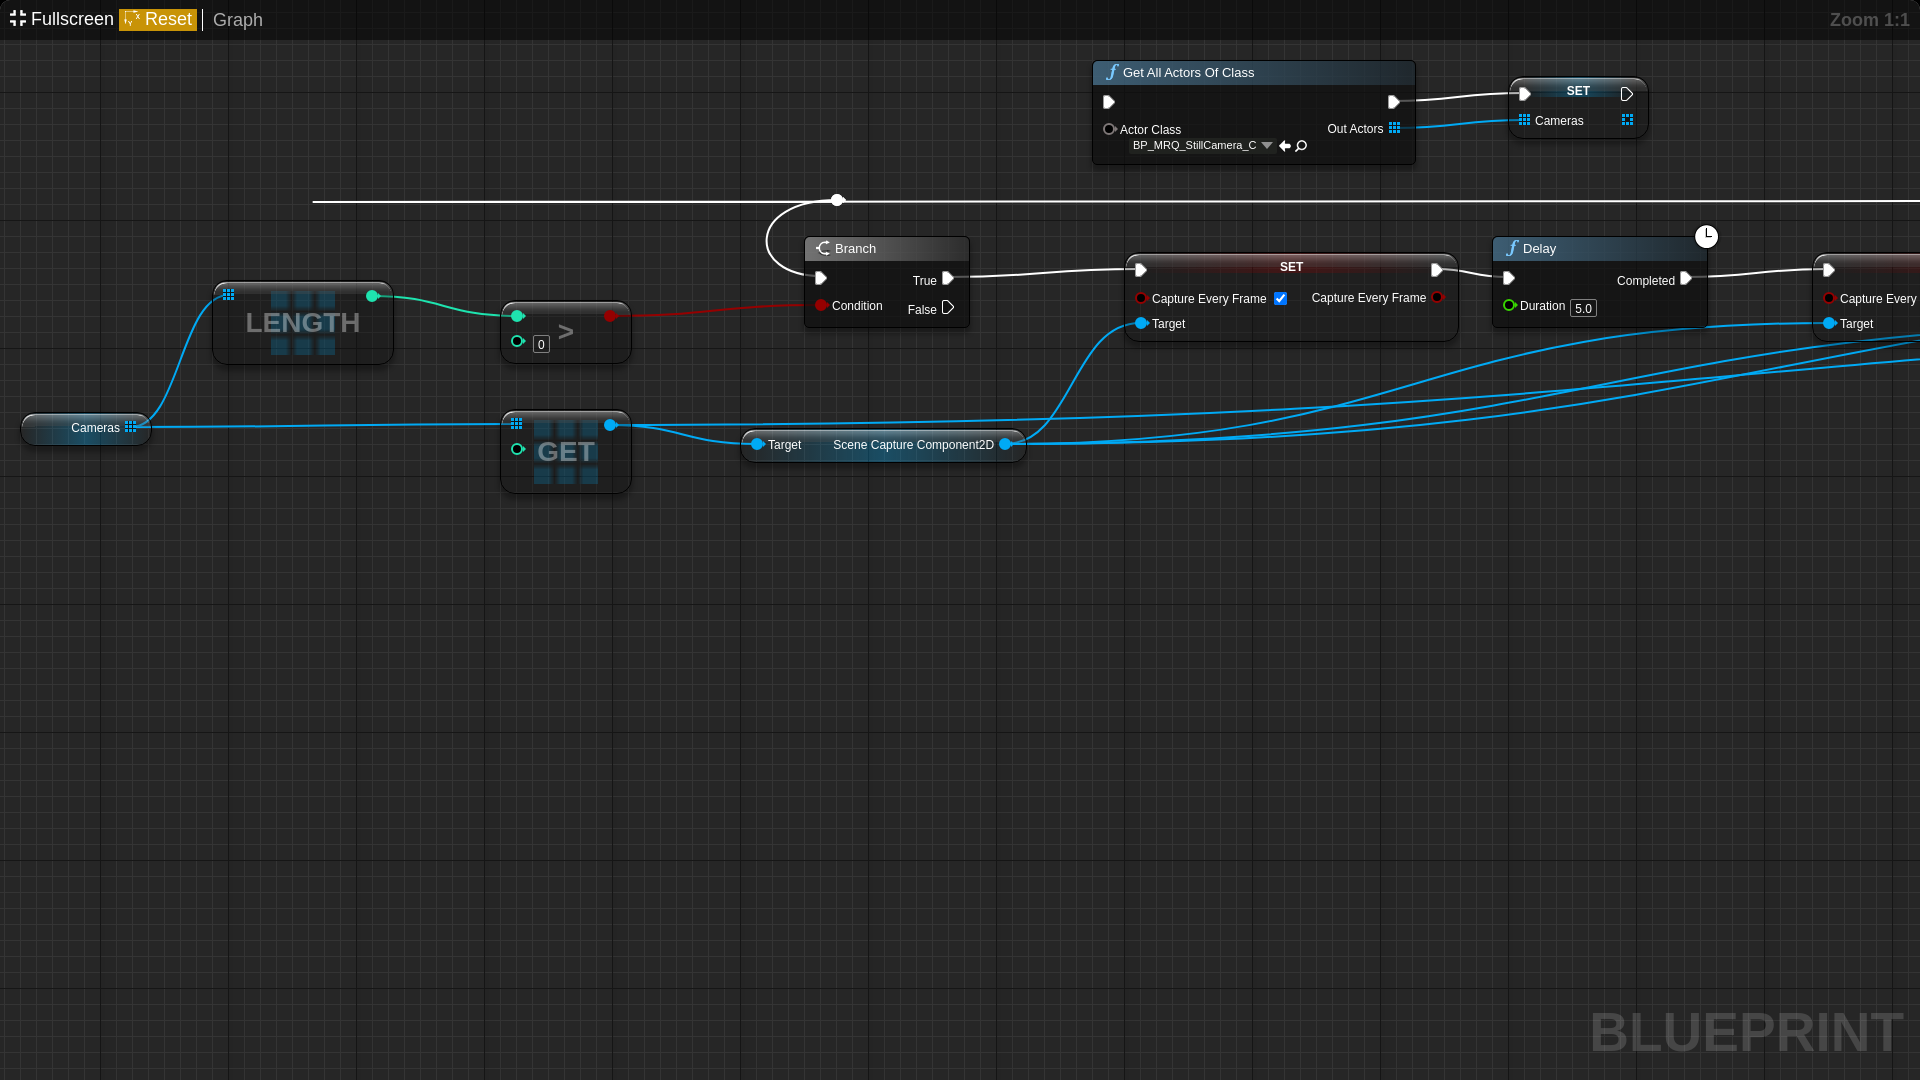 Fullscreen Reset Graph
Zoom 1:1
Get All Actors Of Class
Actor Class
BP_MRQ_StillCamera_C
Out Actors
SET
Cameras
Branch
True
Condition
False
SET
Capture Every Frame
Capture Every Frame
Target
Delay
Completed
Duration 5.0
Capture Every
Target
LENGTH
0 >
Cameras
GET
Target
Scene Capture Component2D
BLUEPRINT